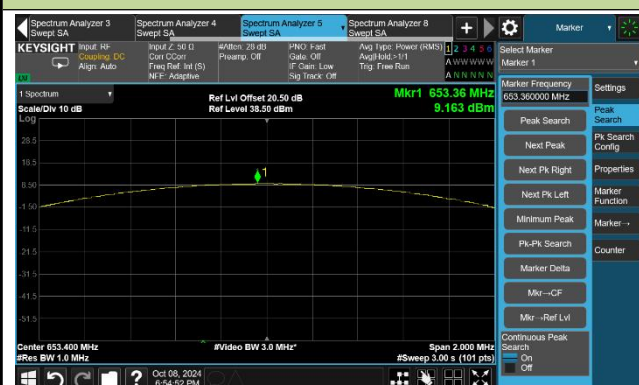 Spectrum Analyzer 3
Swept SA
Spectrum Analyzer 4
Swept SA
Spectrum Analyzer 5
Swept SA
Spectrum Analyzer 8
Swept SA
+
Marker
KEYSIGHT
Input: RF
Coupling: DC
Align: Auto
Input Z: 50 Ω
Corr CCorr
Freq Ref: Int (S)
NFE: Adaptive
#Atten: 28 dB
Preamp: Off
PNO: Fast
Gate: Off
IF Gain: Low
Sig Track: Off
Avg Type: Power (RMS)
Avg|Hold:>1/1
Trig: Free Run
1 2 3 4 5 6
A W W W W W
A N N N N N
LXI
Select Marker
Marker 1
1 Spectrum
Scale/Div 10 dB
Log
Ref Lvl Offset 20.50 dB
Ref Level 38.50 dBm
Mkr1 653.36 MHz
9.163 dBm
1
28.5
18.5
8.50
-1.50
-11.5
-21.5
-31.5
-41.5
-51.5
Center 653.400 MHz
#Res BW 1.0 MHz
#Video BW 3.0 MHz*
Span 2.000 MHz
#Sweep 3.00 s (101 pts)
Marker Frequency
653.360000 MHz
Peak Search
Next Peak
Next Pk Right
Next Pk Left
Minimum Peak
Pk-Pk Search
Marker Delta
Mkr→CF
Mkr→Ref Lvl
Continuous Peak
Search
On
Off
Settings
Peak
Search
Pk Search
Config
Properties
Marker
Function
Marker→
Counter
?
Oct 08, 2024
6:54:52 PM